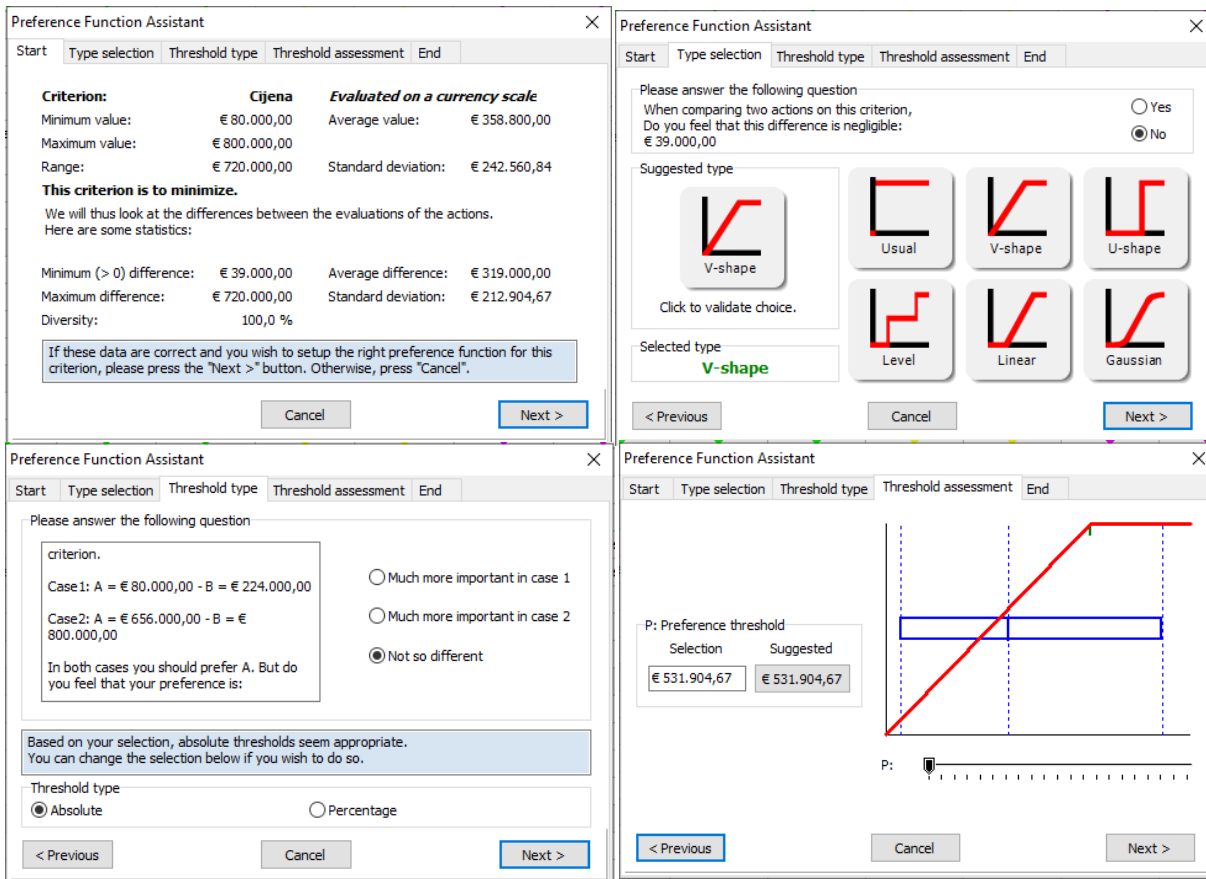 Preference Function Assistant
Start Type selection Threshold type Threshold assessment End
Criterion: Cijena Evaluated on a currency scale
Minimum value: € 80.000,00 Average value: € 358.800,00
Maximum value: € 800.000,00
Range: € 720.000,00 Standard deviation: € 242.560,84
This criterion is to minimize.
We will thus look at the differences between the evaluations of the actions.
Here are some statistics:
Minimum (> 0) difference: € 39.000,00 Average difference: € 319.000,00
Maximum difference: € 720.000,00 Standard deviation: € 212.904,67
Diversity: 100,0 %
If these data are correct and you wish to setup the right preference function for this
criterion, please press the "Next >" button. Otherwise, press "Cancel".
Cancel Next >
Preference Function Assistant
Start Type selection Threshold type Threshold assessment End
Please answer the following question
When comparing two actions on this criterion,
Do you feel that this difference is negligible:
€ 39.000,00
Yes
No
Suggested type
V-shape
Click to validate choice.
Selected type
V-shape
Usual V-shape U-shape
Level Linear Gaussian
< Previous Cancel Next >
Preference Function Assistant
Start Type selection Threshold type Threshold assessment End
Please answer the following question
criterion.
Case1: A = € 80.000,00 - B = € 224.000,00
Case2: A = € 656.000,00 - B = €
800.000,00
In both cases you should prefer A. But do
you feel that your preference is:
Much more important in case 1
Much more important in case 2
Not so different
Based on your selection, absolute thresholds seem appropriate.
You can change the selection below if you wish to do so.
Threshold type
Absolute Percentage
< Previous Cancel Next >
Preference Function Assistant
Start Type selection Threshold type Threshold assessment End
P: Preference threshold
Selection Suggested
€ 531.904,67 € 531.904,67
P:
< Previous Cancel Next >